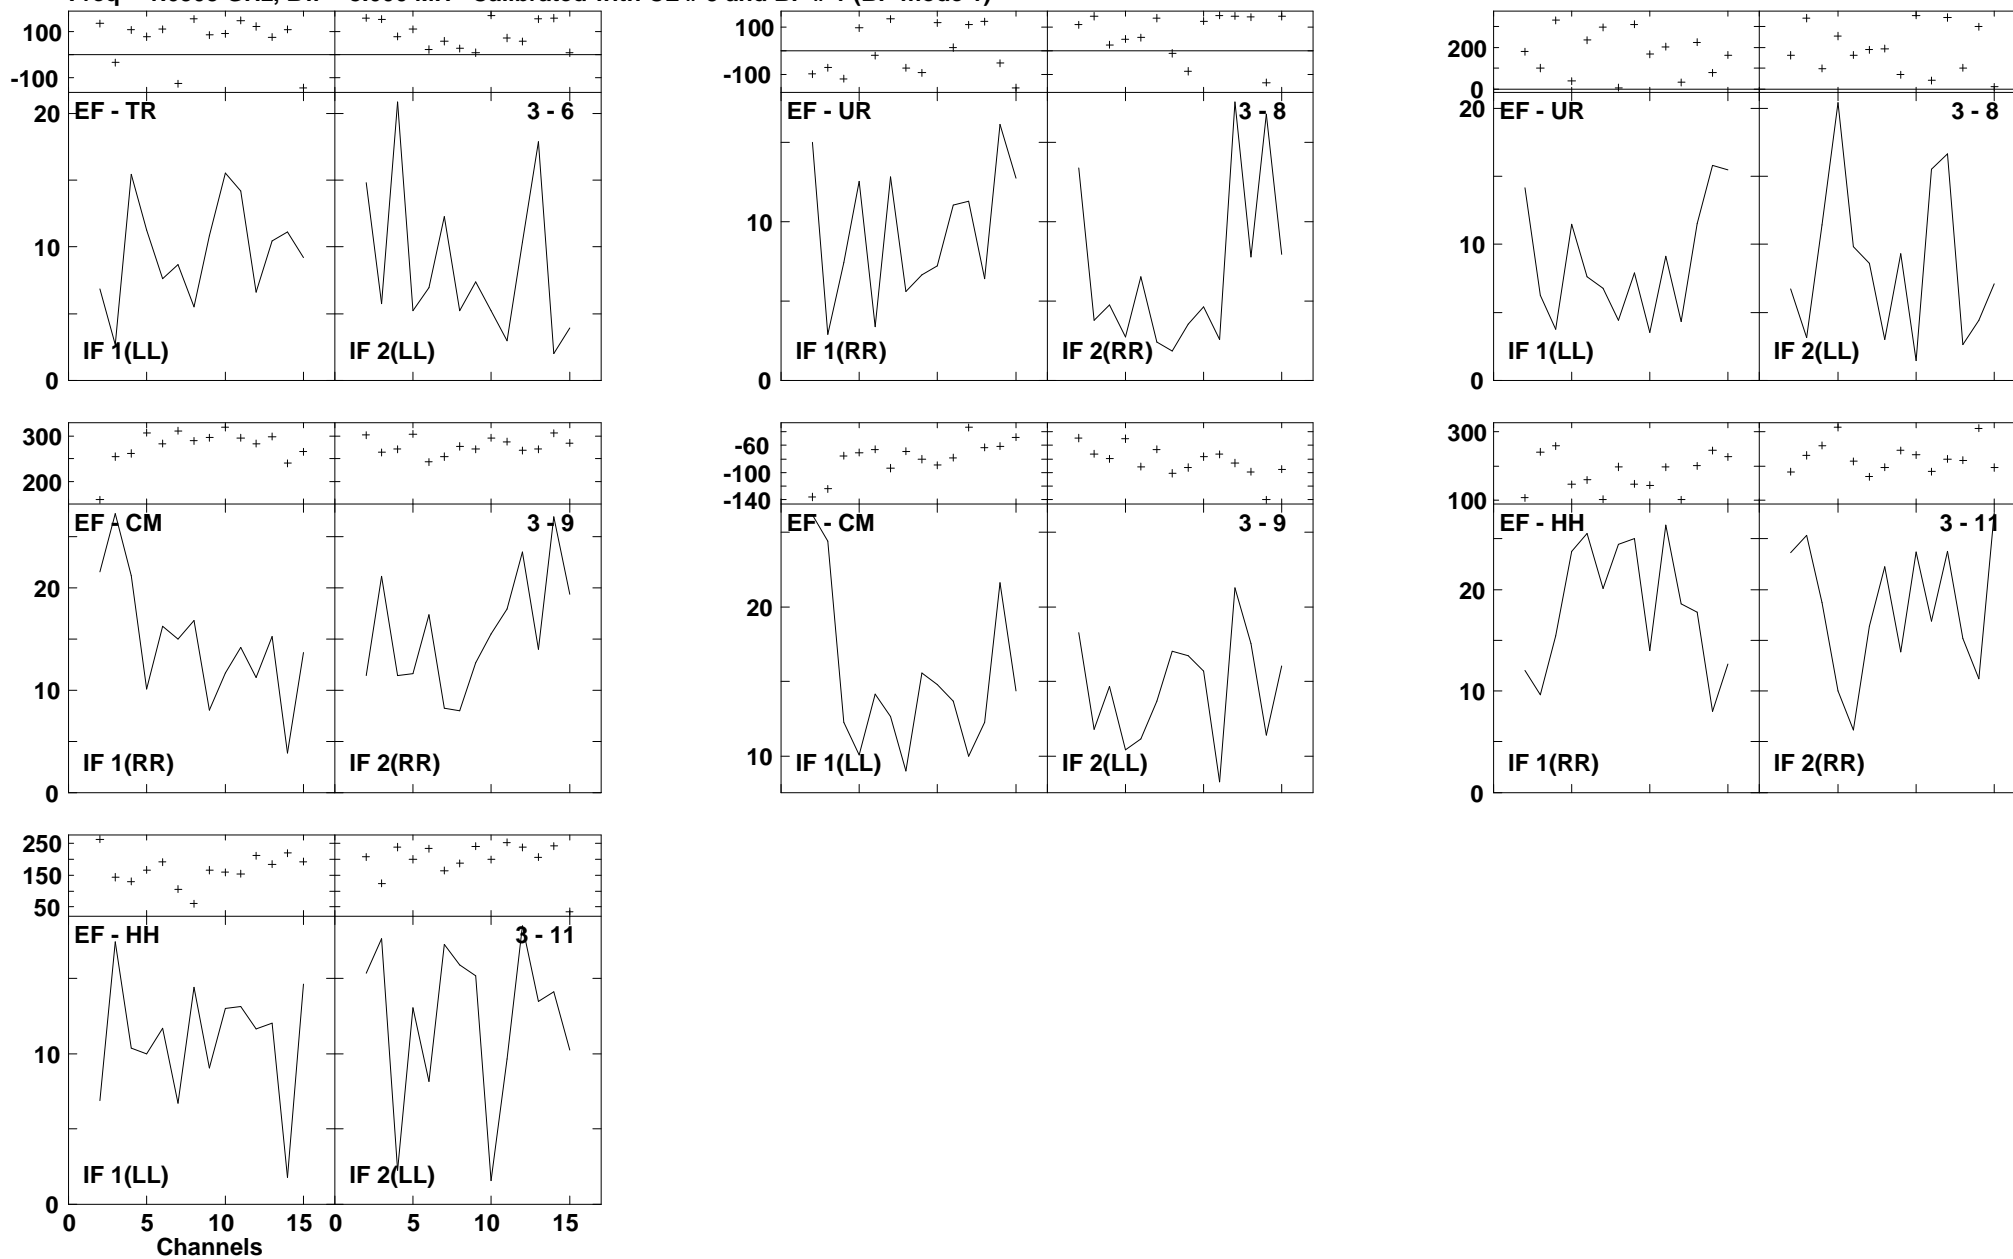 100
-100
EF - TR
3 - 6
20
10
0
IF 1(LL)
IF 2(LL)
100
-100
EF - UR
3 - 8
10
0
IF 1(RR)
IF 2(RR)
200
0
EF - UR
3 - 8
20
10
0
IF 1(LL)
IF 2(LL)
300
200
EF - CM
3 - 9
20
10
0
IF 1(RR)
IF 2(RR)
-60
-100
-140
EF - CM
3 - 9
20
10
IF 1(LL)
IF 2(LL)
300
100
EF - HH
3 - 11
20
10
0
IF 1(RR)
IF 2(RR)
250
150
50
EF - HH
3 - 11
10
0
IF 1(LL)
IF 2(LL)
0 5 10 15 0 5 10 15
Channels